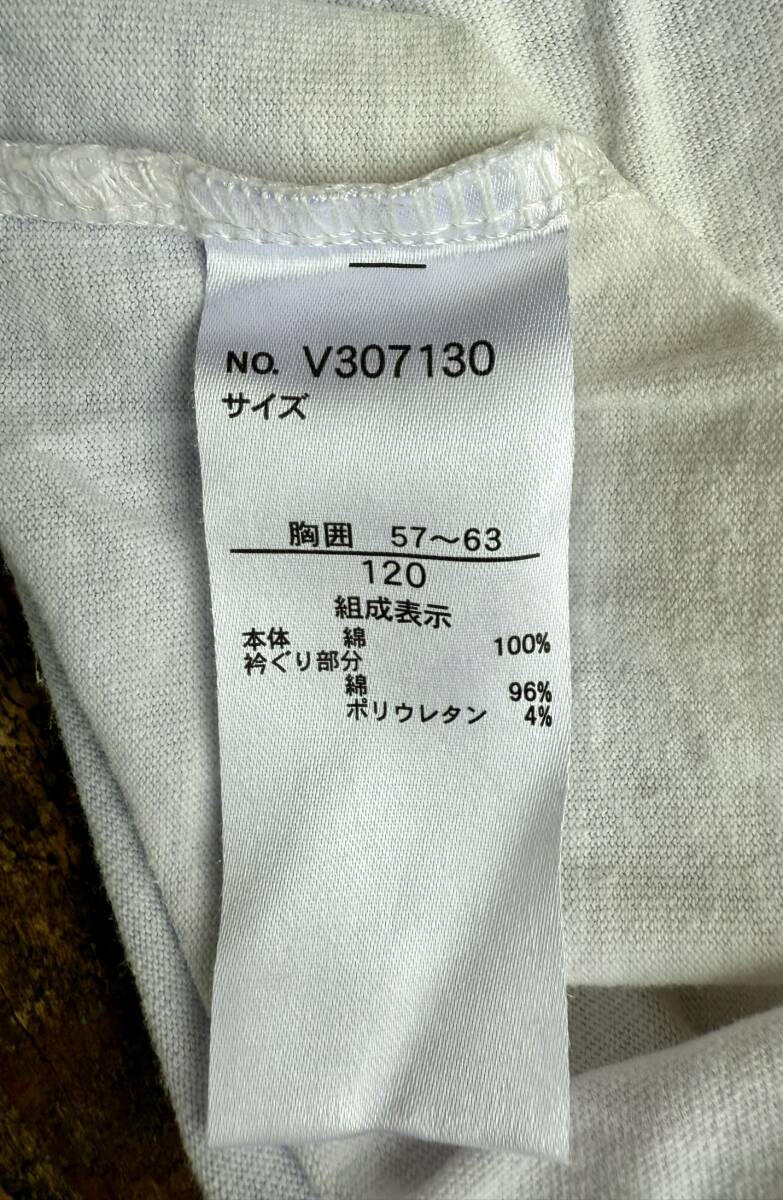 NO. V307130
サイズ
胸囲 57〜63
120
組成表示
本体 綿 100%
衿ぐり部分
綿 96%
ポリウレタン 4%